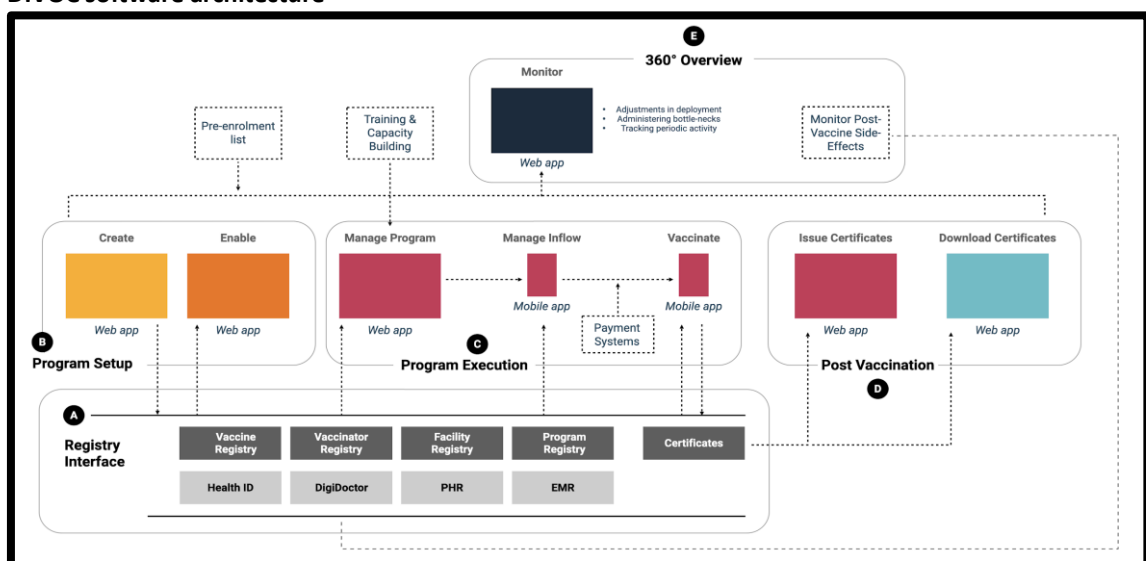 E
360° Overview
Monitor
• Adjustments in deployment
• Administering bottle-necks
• Tracking periodic activity
Web app
Monitor Post-
Vaccine Side-
Effects
Pre-enrolment
list
Training &
Capacity
Building
Create
Web app
Enable
Web app
B
Program Setup
Manage Program
Web app
Manage Inflow
Mobile app
Vaccinate
Mobile app
Payment
Systems
C
Program Execution
Issue Certificates
Web app
Download Certificates
Web app
Post Vaccination
D
A
Registry
Interface
Vaccine
Registry
Vaccinator
Registry
Facility
Registry
Program
Registry
Certificates
Health ID
DigiDoctor
PHR
EMR